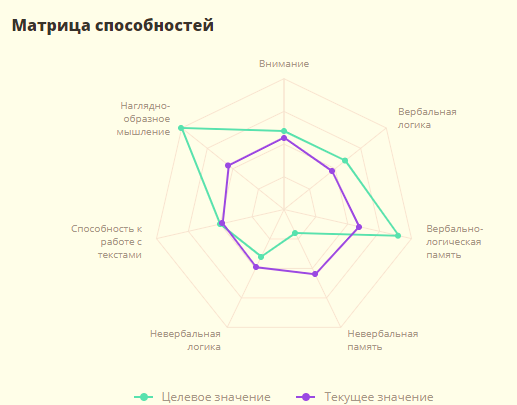 Матрица способностей
Внимание
Наглядно-
образное
мышление
Вербальная
логика
Способность к
работе с
текстами
Вербально-
логическая
память
Невербальная
логика
Невербальная
память
Целевое значение
Текущее значение